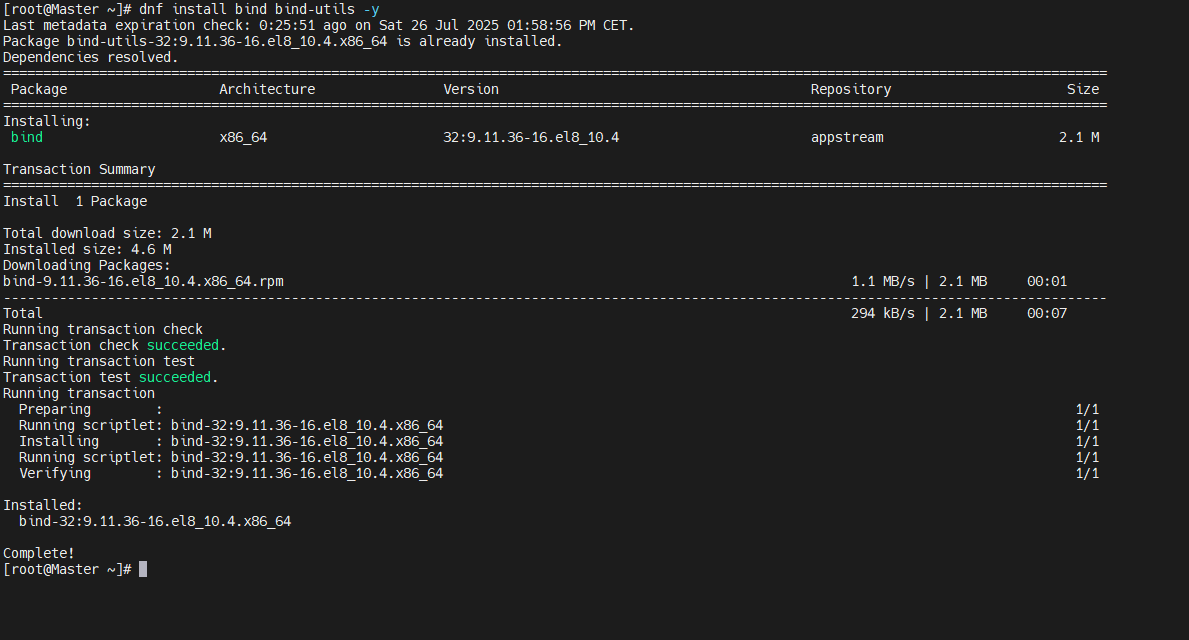 [root@Master ~]# dnf install bind bind-utils -y
Last metadata expiration check: 0:25:51 ago on Sat 26 Jul 2025 01:58:56 PM CET.
Package bind-utils-32:9.11.36-16.el8_10.4.x86_64 is already installed.
Dependencies resolved.
==========================================================================================================================================
Package Architecture Version Repository Size
==========================================================================================================================================
Installing:
bind x86_64 32:9.11.36-16.el8_10.4 appstream 2.1 M
Transaction Summary
==========================================================================================================================================
Install 1 Package
Total download size: 2.1 M
Installed size: 4.6 M
Downloading Packages:
bind-9.11.36-16.el8_10.4.x86_64.rpm 1.1 MB/s | 2.1 MB 00:01
------------------------------------------------------------------------------------------------------------------------------------------
Total 294 kB/s | 2.1 MB 00:07
Running transaction check
Transaction check succeeded.
Running transaction test
Transaction test succeeded.
Running transaction
Preparing : 1/1
Running scriptlet: bind-32:9.11.36-16.el8_10.4.x86_64 1/1
Installing : bind-32:9.11.36-16.el8_10.4.x86_64 1/1
Running scriptlet: bind-32:9.11.36-16.el8_10.4.x86_64 1/1
Verifying : bind-32:9.11.36-16.el8_10.4.x86_64 1/1
Installed:
bind-32:9.11.36-16.el8_10.4.x86_64
Complete!
[root@Master ~]#